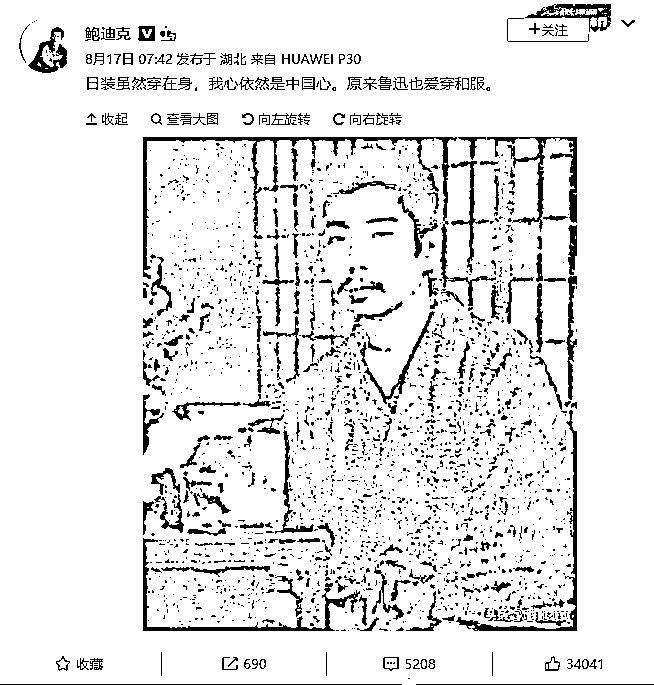 鲍迪克
+关注
8月17日 07:42 发布于 湖北 来自 HUAWEI P30
日装虽然穿在身，我心依然是中国心。原来鲁迅也爱穿和服。
收起 查看大图 向左旋转 向右旋转
收藏 690 5208 34041